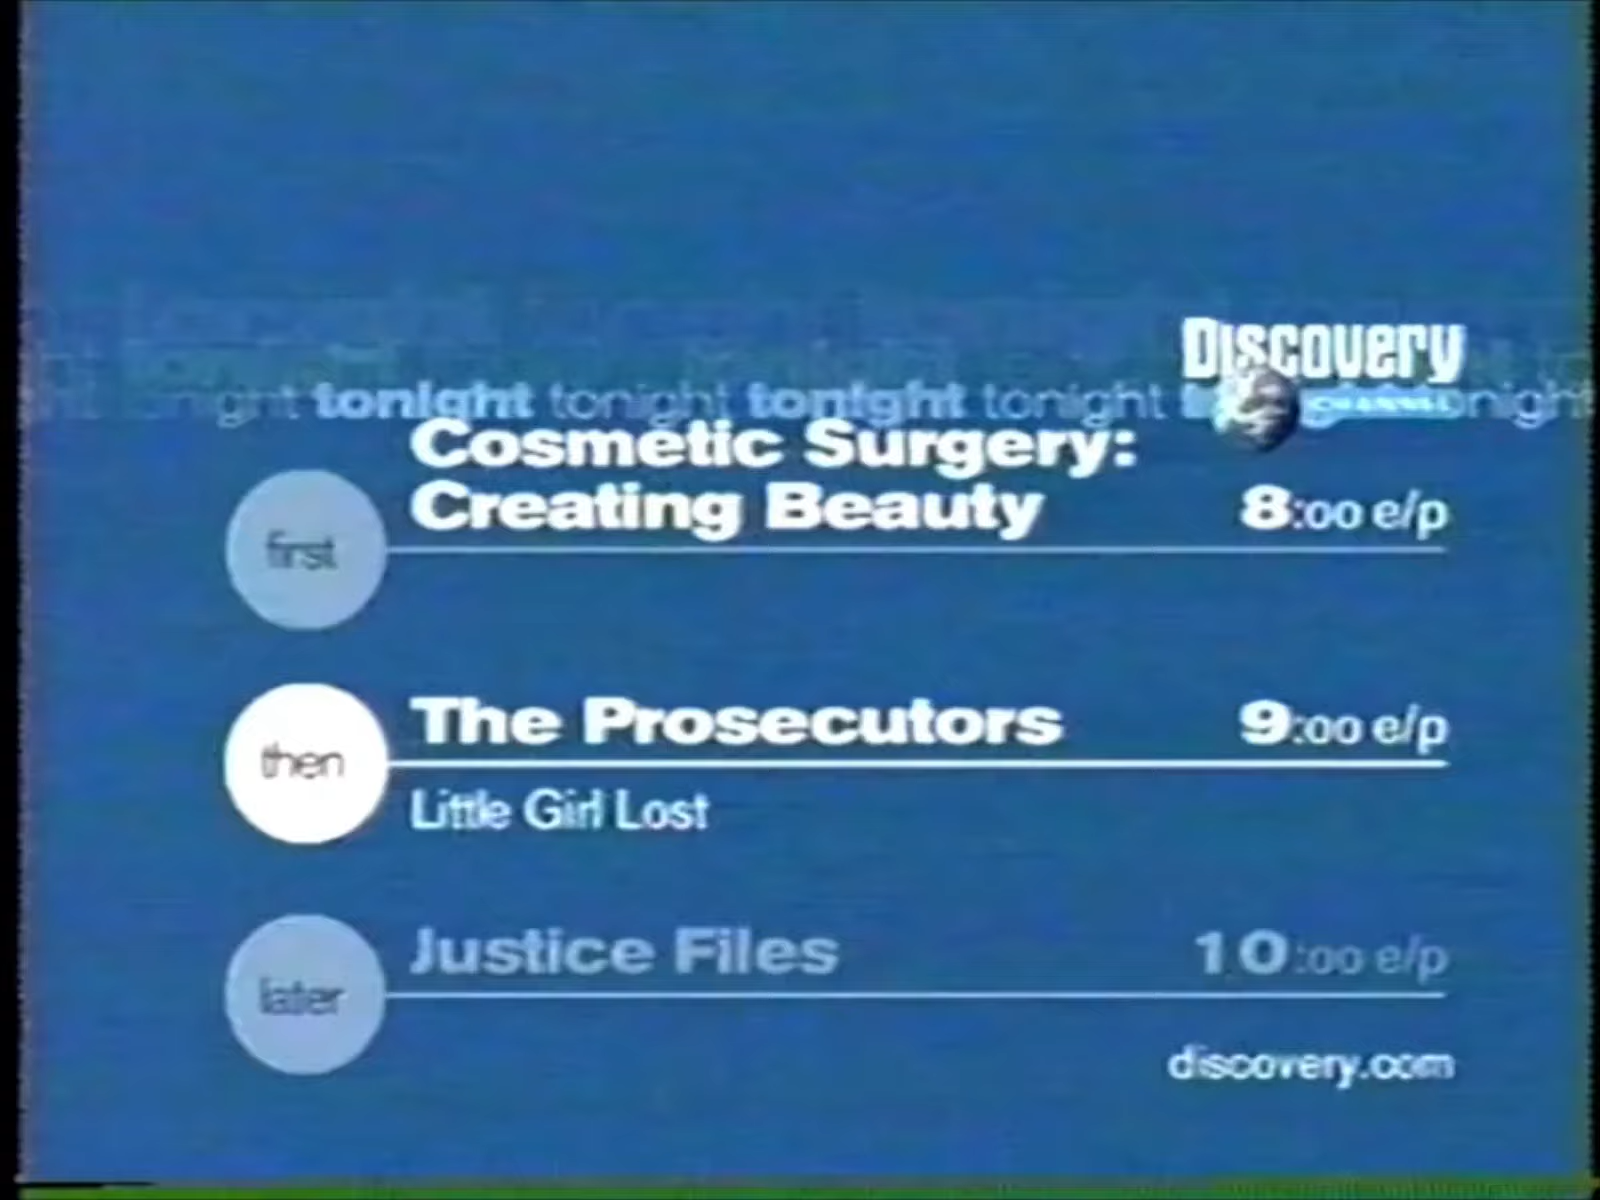 Discovery
CHANNEL
tonight tonight tonight tonight
Cosmetic Surgery:
Creating Beauty
8:00 e/p
first
The Prosecutors
9:00 e/p
then
Little Girl Lost
Justice Files
10:00 e/p
later
discovery.com